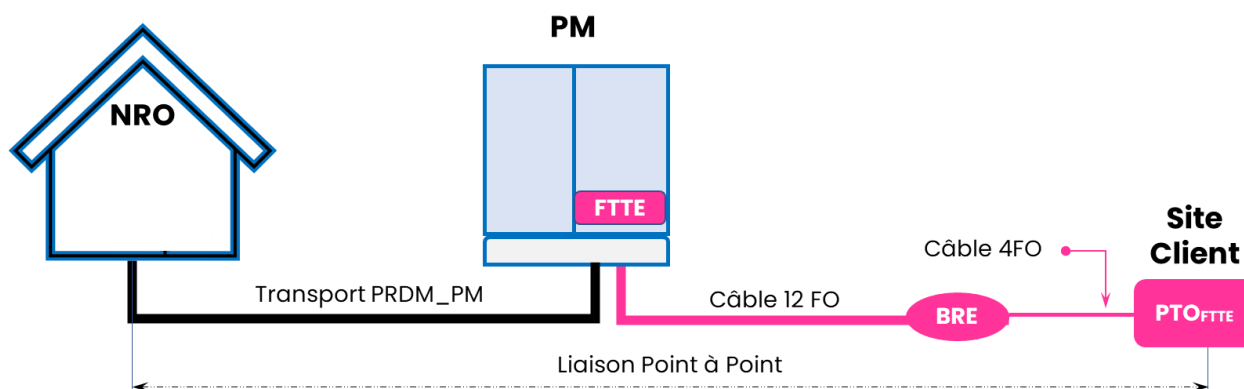 PM
NRO
FTTE
Site
Client
Câble 4FO
Transport PRDM_PM
Câble 12 FO
BRE
PTOFTTE
Liaison Point à Point